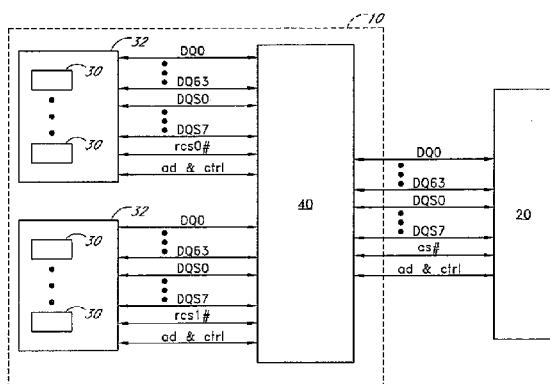 10
32
30
30
DQ0
DQ63
DQS0
DQS7
rcs0#
ad & ctrl
32
30
30
DQ0
DQ63
DQS0
DQS7
rcs1#
ad & ctrl
40
DQ0
DQ63
DQS0
DQS7
cs#
ad & ctrl
20